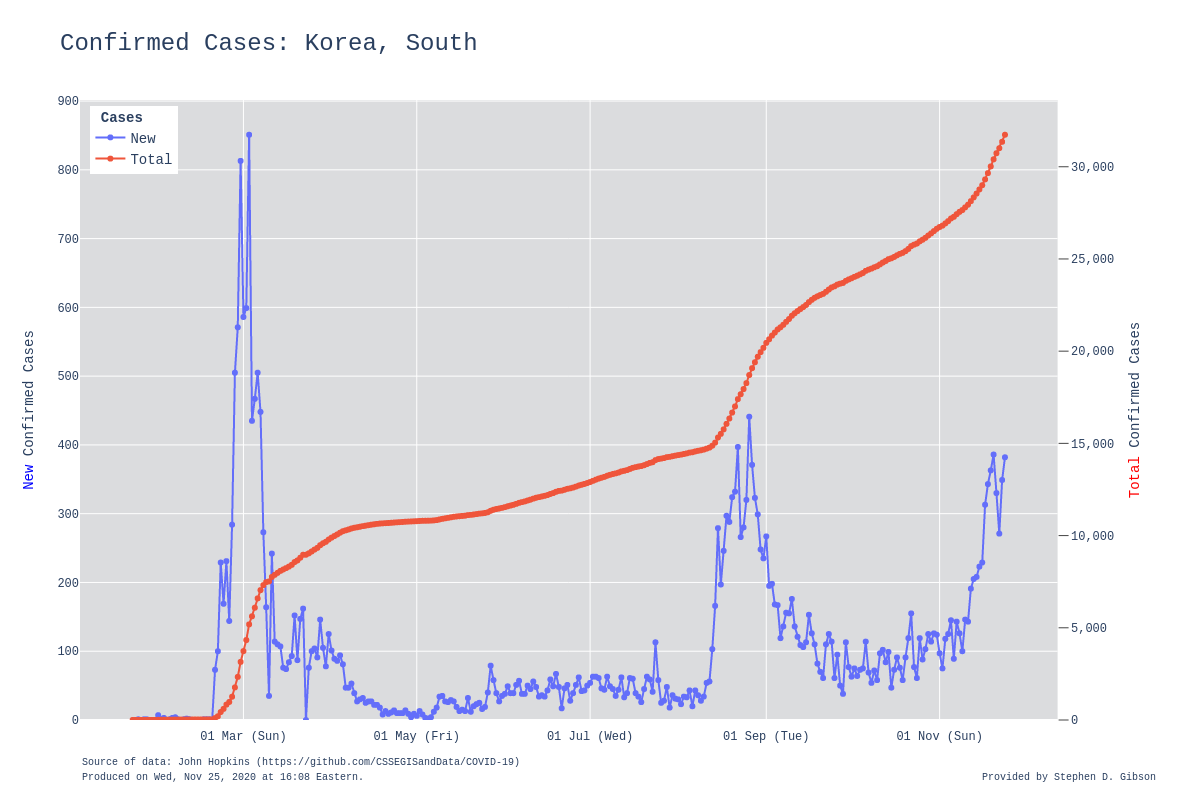 Confirmed Cases: Korea, South
Cases
New
Total
900
800
700
600
500
400
300
200
100
0
New Confirmed Cases
30,000
25,000
20,000
15,000
10,000
5,000
0
Total Confirmed Cases
01 Mar (Sun)
01 May (Fri)
01 Jul (Wed)
01 Sep (Tue)
01 Nov (Sun)
Source of data: John Hopkins (https://github.com/CSSEGISandData/COVID-19)
Produced on Wed, Nov 25, 2020 at 16:08 Eastern.
Provided by Stephen D. Gibson